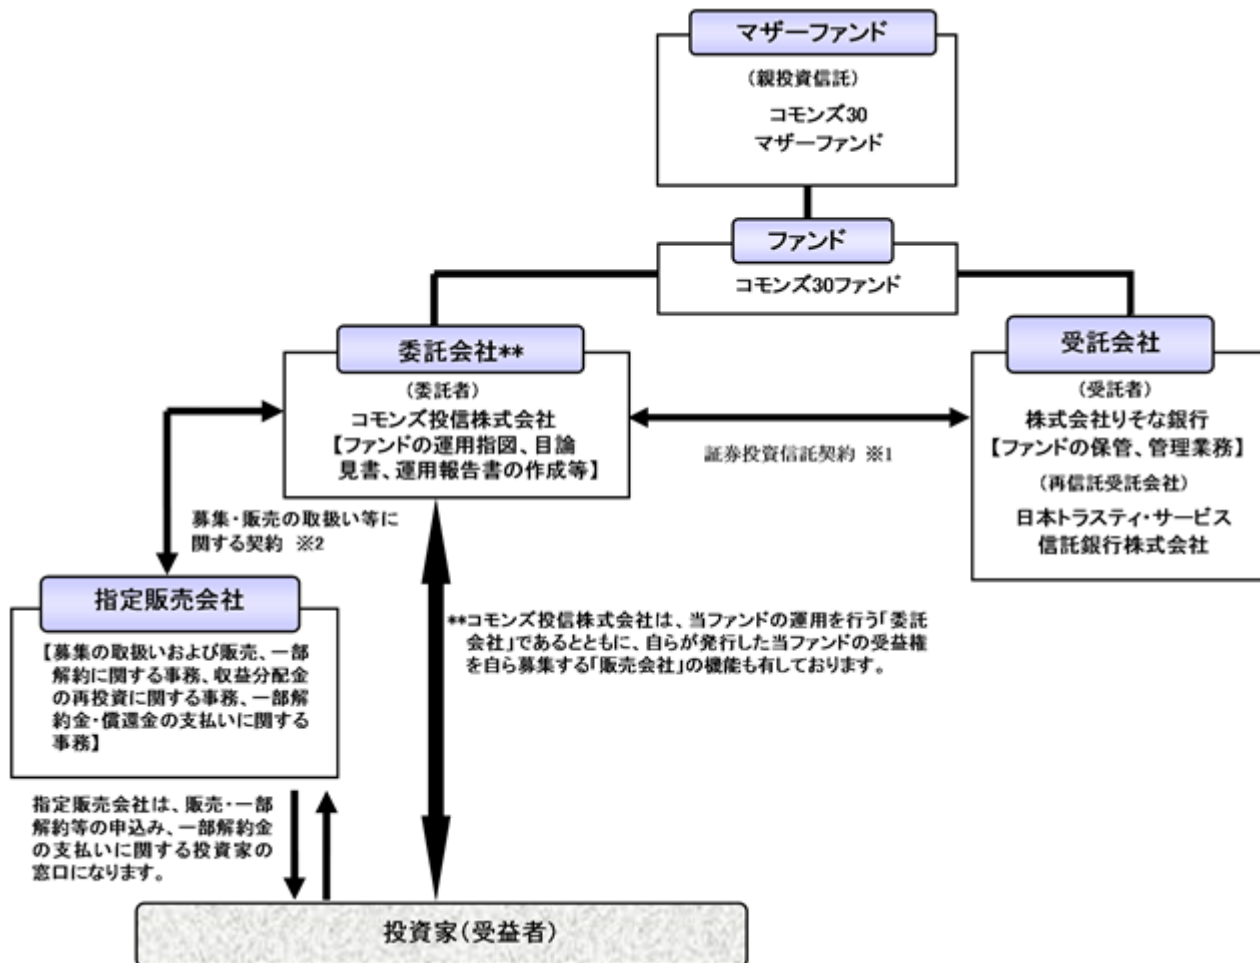 マザーファンド
(親投資信託)
コモンズ30
マザーファンド
ファンド
コモンズ30ファンド
委託会社**
(委託者)
コモンズ投信株式会社
【ファンドの運用指図、目論
見書、運用報告書の作成等】
証券投資信託契約 ※1
受託会社
(受託者)
株式会社りそな銀行
【ファンドの保管、管理業務】
(再信託受託会社)
日本トラスティ・サービス
信託銀行株式会社
募集・販売の取扱い等に
関する契約 ※2
指定販売会社
【募集の取扱いおよび販売、一部
解約に関する事務、収益分配金
の再投資に関する事務、一部解
約金・償還金の支払いに関する
事務】
**コモンズ投信株式会社は、当ファンドの運用を行う「委託
会社」であるとともに、自らが発行した当ファンドの受益権
を自ら募集する「販売会社」の機能も有しております。
指定販売会社は、販売・一部
解約等の申込み、一部解約金
の支払いに関する投資家の
窓口になります。
投資家(受益者)